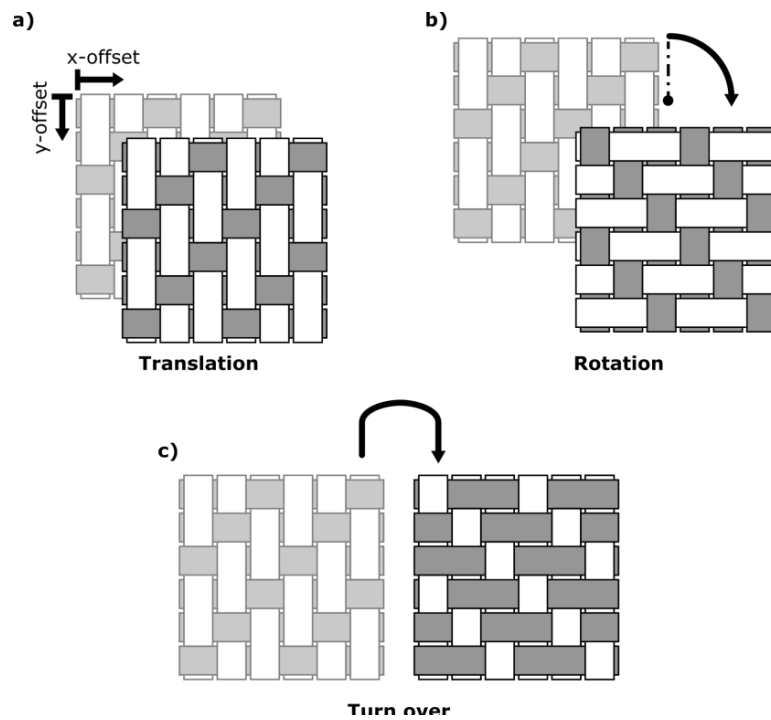 a)
x-offset
y-offset
Translation
b)
Rotation
c)
Turn over